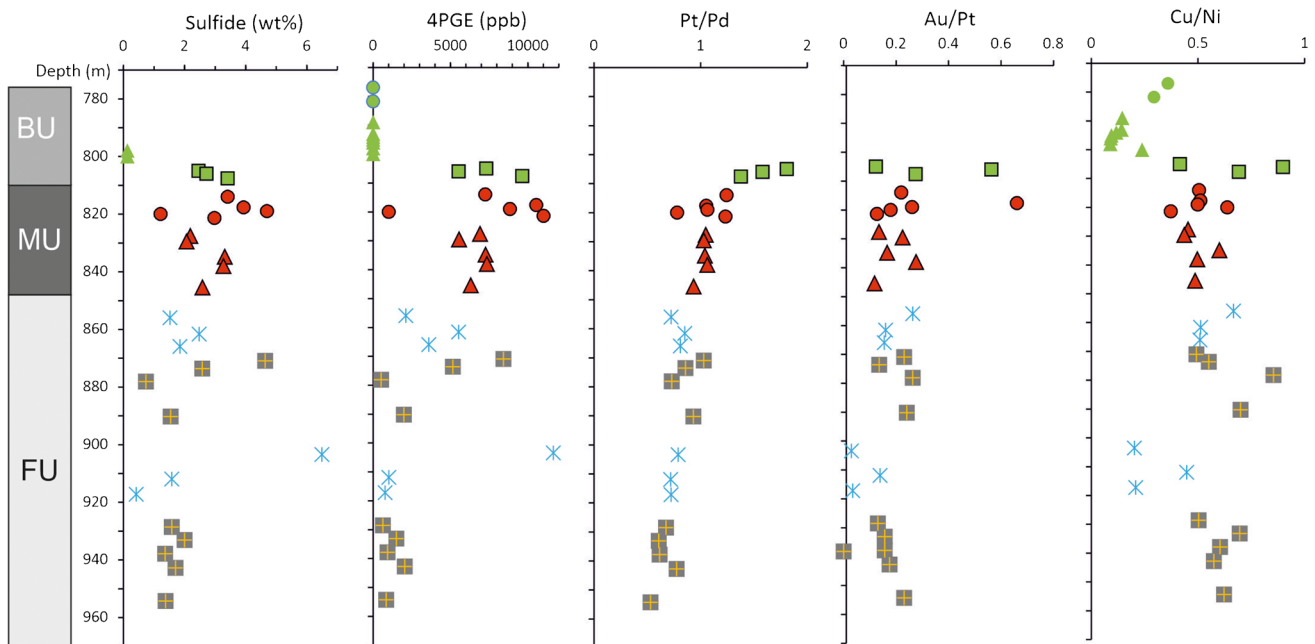 Sulfide (wt%) 4PGE (ppb) Pt/Pd Au/Pt Cu/Ni
0 2 4 6 0 5000 10000 0 1 2 0 0.2 0.4 0.6 0.8 0 0.5 1
Depth (m)
780
BU
800
820
MU
840
860
880
900
FU
920
940
960